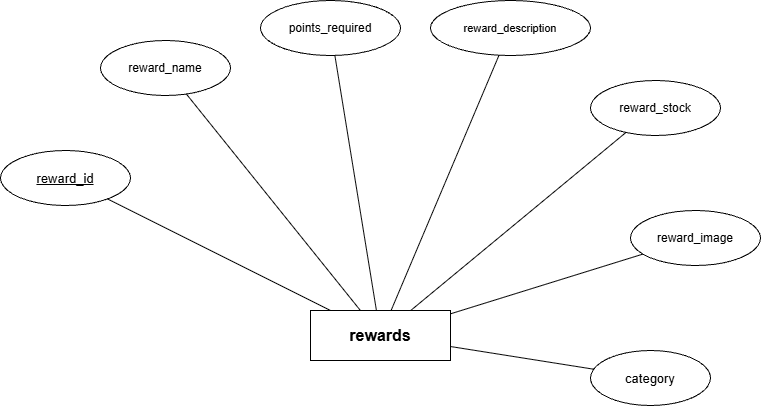 points_required
reward_description
reward_name
reward_stock
reward_id
reward_image
rewards
category